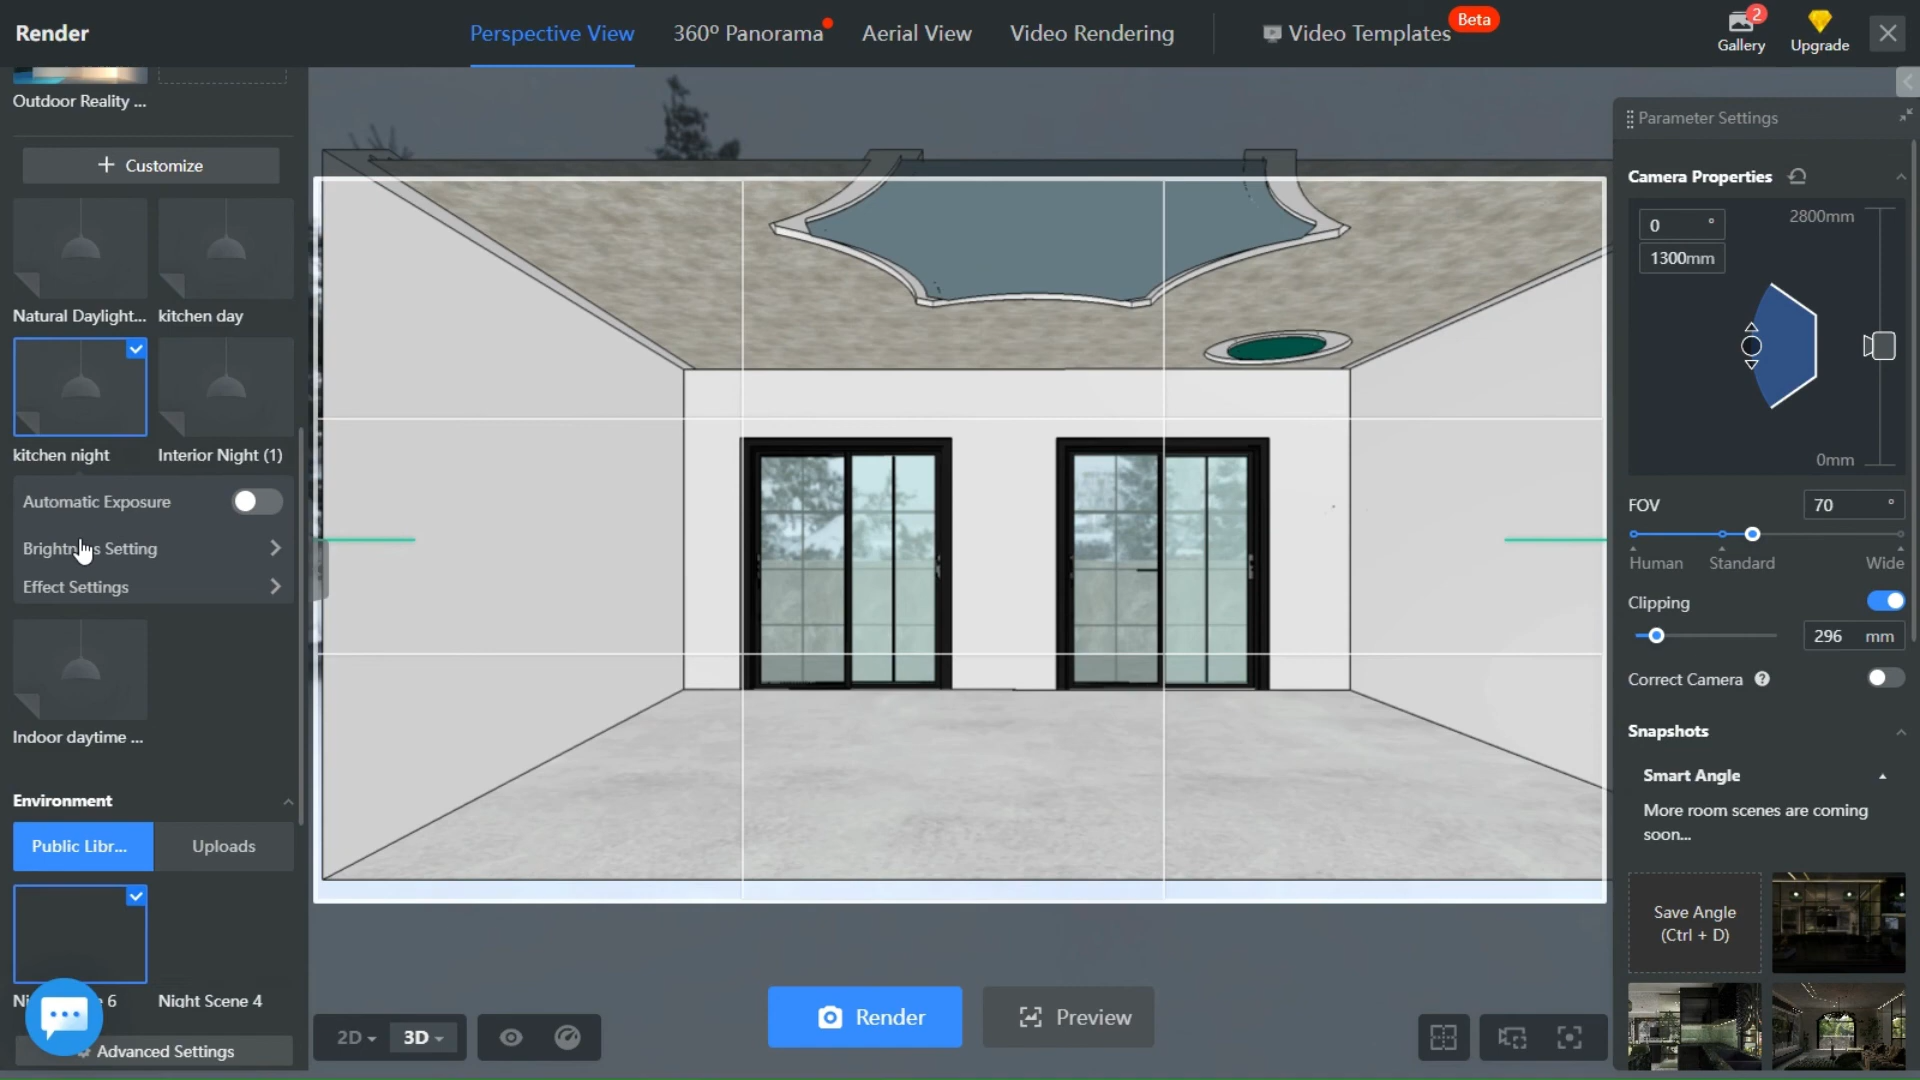 Render
Perspective View
360º Panorama
Aerial View
Video Rendering
Video Templates
Beta
2
Gallery
Upgrade
Outdoor Reality ...
+ Customize
Natural Daylight...
kitchen day
kitchen night
Interior Night (1)
Automatic Exposure
Setting
Effect Settings
Indoor daytime ...
Environment
Public Libr...
Uploads
6
Night Scene 4
Advanced Settings
2D
3D
Render
Preview
Parameter Settings
Camera Properties
0 °
2800mm
1300mm
0mm
FOV
70 °
Human
Standard
Wide
Clipping
296 mm
Correct Camera ?
Snapshots
Smart Angle
More room scenes are coming
soon...
Save Angle
(Ctrl + D)